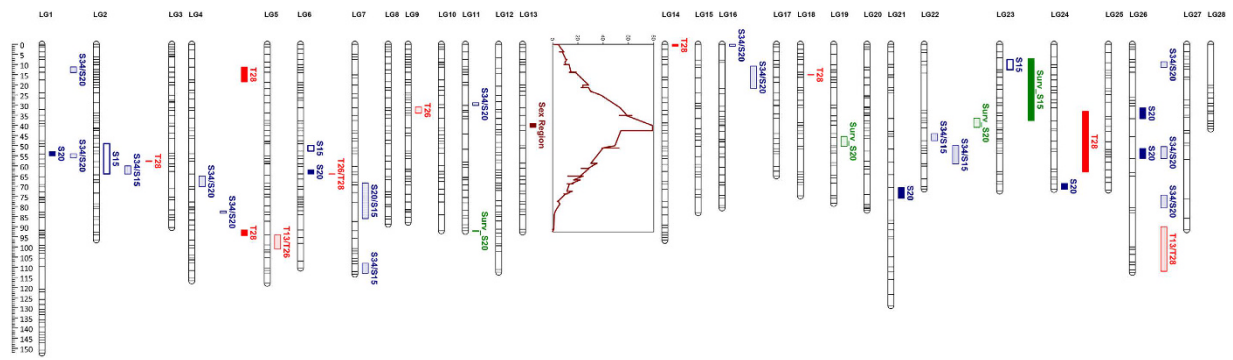 LG1
LG2
LG3
LG4
LG5
LG6
LG7
LG8
LG9
LG10
LG11
LG12
LG13
LG14
LG15
LG16
LG17
LG18
LG19
LG20
LG21
LG22
LG23
LG24
LG25
LG26
LG27
LG28
0
5
10
15
20
25
30
35
40
45
50
55
60
65
70
75
80
85
90
95
100
105
110
115
120
125
130
135
140
145
150
S34/S20
S20
S34/S20
S15
S34/S15
T28
S34/S20
S34/S20
T28
T28
T13/T26
S15
S20
T26/T28
S20/S15
S34/S15
T26
S34/S20
Surv_S20
Sex Region
0
20
40
60
80
T28
S34/S20
S34/S20
T28
Surv_S20
S20
S34/S20
S34/S15
Surv_S20
S15
Surv_S15
S20
T28
S20
S20
S34/S20
S34/S20
S34/S20
T13/T28